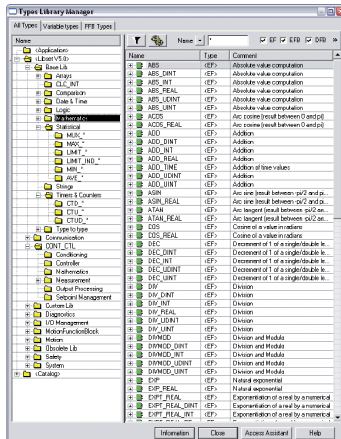 Types Library Manager
All Types
Variable types
FFB Types
Name
<Application>
<Libset V5.0>
Base Lib
Arrays
CLC_INT
Comparison
Date & Time
Logic
Mathematics
Statistical
MUX_*
MAX_*
LIMIT_*
LIMIT_IND_*
MIN_*
AVE_*
Strings
Timers & Counters
CTD_*
CTU_*
CTUD_*
Type to type
Communication
CONT_CTL
Conditioning
Controller
Mathematics
Measurement
Output Processing
Setpoint Management
Custom Lib
Diagnostics
I/O Management
MotionFunctionBlock
Motion
Obsolete Lib
Safety
System
<Catalog>
Name
*
EF
EFB
DFB
Name Type Comment
ABS <EF> Absolute value computation
ABS_DINT <EF> Absolute value computation
ABS_INT <EF> Absolute value computation
ABS_REAL <EF> Absolute value computation
ABS_UDINT <EF> Absolute value computation
ABS_UINT <EF> Absolute value computation
ACOS <EF> Arc cosine (result between 0 and pi)
ACOS_REAL <EF> Arc cosine (result between 0 and pi)
ADD <EF> Addition
ADD_DINT <EF> Addition
ADD_INT <EF> Addition
ADD_REAL <EF> Addition
ADD_TIME <EF> Addition of time values
ADD_UDINT <EF> Addition
ADD_UINT <EF> Addition
ASIN <EF> Arc sine (result between -pi/2 and pi...
ASIN_REAL <EF> Arc sine (result between -pi/2 and pi...
ATAN <EF> Arc tangent (result between -pi/2 an...
ATAN_REAL <EF> Arc tangent (result between -pi/2 an...
COS <EF> Cosine of a value in radians
COS_REAL <EF> Cosine of a value in radians
DEC <EF> Decrement of 1 of a single/double le...
DEC_DINT <EF> Decrement of 1 of a single/double le...
DEC_INT <EF> Decrement of 1 of a single/double le...
DEC_UDINT <EF> Decrement of 1 of a single/double le...
DEC_UINT <EF> Decrement of 1 of a single/double le...
DIV <EF> Division
DIV_DINT <EF> Division
DIV_INT <EF> Division
DIV_REAL <EF> Division
DIV_UDINT <EF> Division
DIV_UINT <EF> Division
DIVMOD <EF> Division and Modulo
DIVMOD_DINT <EF> Division and Modulo
DIVMOD_INT <EF> Division and Modulo
DIVMOD_UDINT <EF> Division and Modulo
DIVMOD_UINT <EF> Division and Modulo
EXP <EF> Natural exponential
EXP_REAL <EF> Natural exponential
EXPT_REAL <EF> Exponentiation of a real by a numerical
EXPT_REAL_DINT <EF> Exponentiation of a real by a numerical
EXPT_REAL_INT <EF> Exponentiation of a real by a numerical
Information
Close
Access Assistant
Help